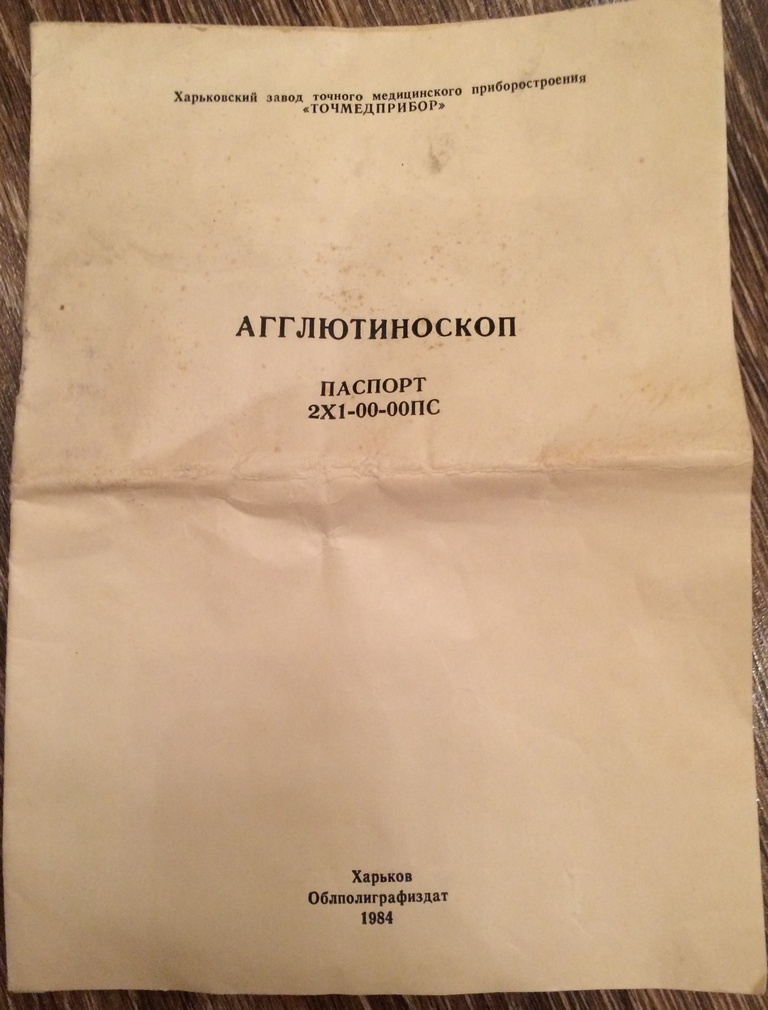 Харьковский завод точного медицинского приборостроения
«ТОЧМЕДПРИБОР»
АГГЛЮТИНОСКОП
ПАСПОРТ
2Х1-00-00ПС
Харьков
Облполиграфиздат
1984